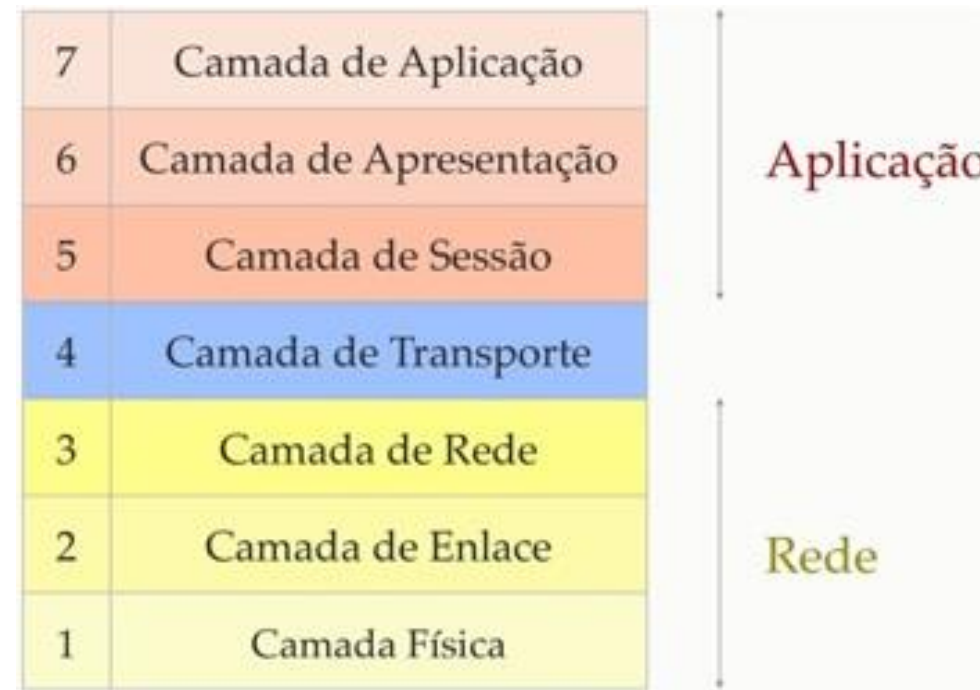 7 Camada de Aplicação
6 Camada de Apresentação
Aplicação
5 Camada de Sessão
4 Camada de Transporte
3 Camada de Rede
2 Camada de Enlace
Rede
1 Camada Física